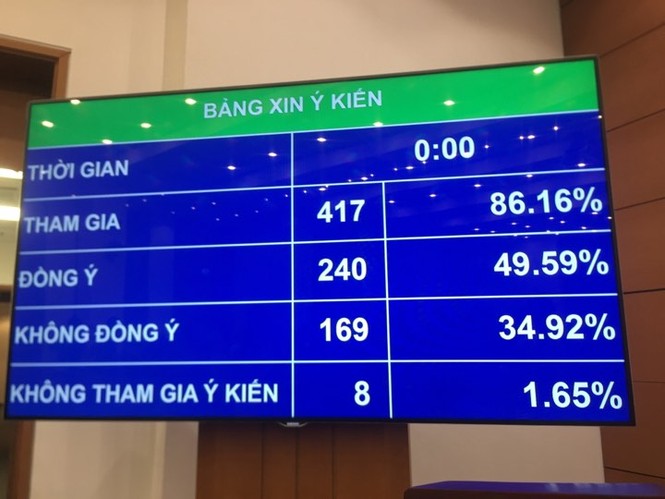 BẢNG XIN Ý KIẾN
THỜI GIAN 0:00
THAM GIA 417 86.16%
ĐỒNG Ý 240 49.59%
KHÔNG ĐỒNG Ý 169 34.92%
KHÔNG THAM GIA Ý KIẾN 8 1.65%